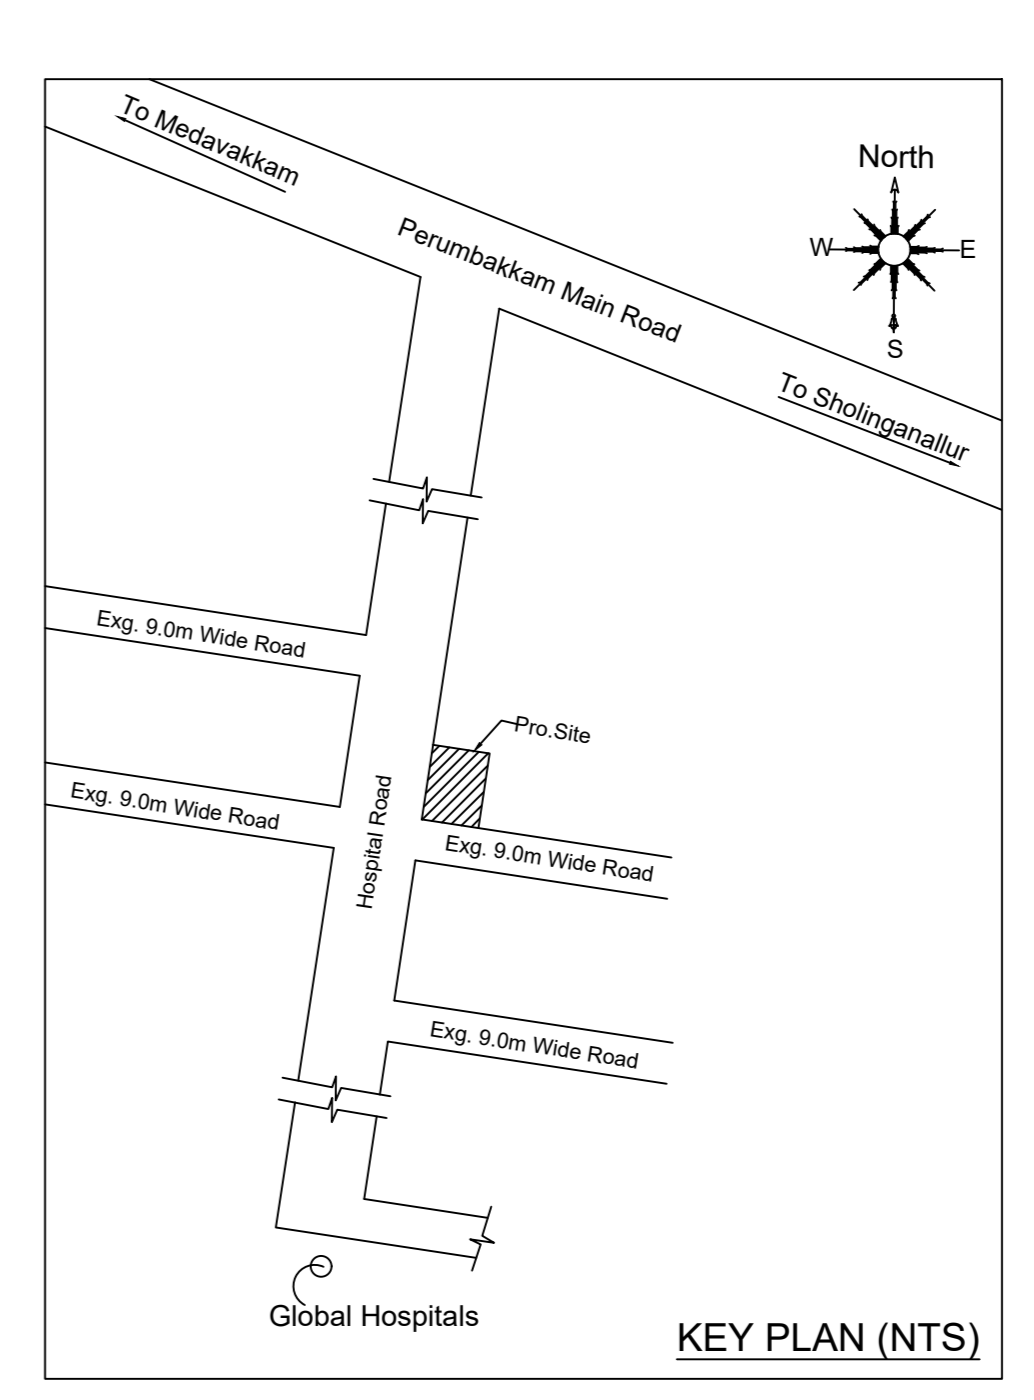 To Medavakkam
North
Perumbakkam Main Road
W
E
S
To Sholinganallur
Exg. 9.0m Wide Road
Pro.Site
Exg. 9.0m Wide Road
Hospital Road
Exg. 9.0m Wide Road
Exg. 9.0m Wide Road
Global Hospitals
KEY PLAN (NTS)